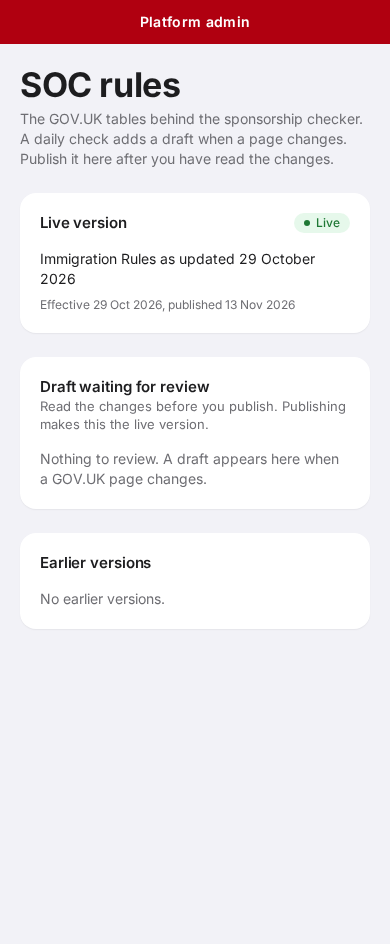 Platform admin
SOC rules
The GOV.UK tables behind the sponsorship checker.
A daily check adds a draft when a page changes.
Publish it here after you have read the changes.
Live version
Live
Immigration Rules as updated 29 October
2026
Effective 29 Oct 2026, published 13 Nov 2026
Draft waiting for review
Read the changes before you publish. Publishing
makes this the live version.
Nothing to review. A draft appears here when
a GOV.UK page changes.
Earlier versions
No earlier versions.